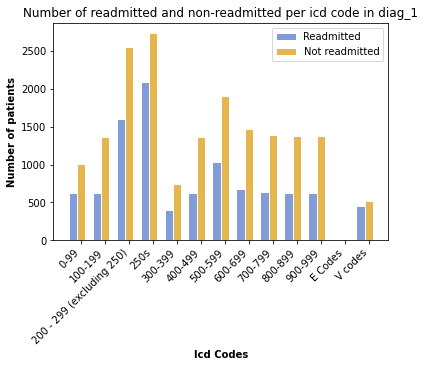 Number of readmitted and non-readmitted per icd code in diag_1
Readmitted
Not readmitted
Number of patients
2500
2000
1500
1000
500
0
0-99
100-199
200 - 299 (excluding 250)
250s
300-399
400-499
500-599
600-699
700-799
800-899
900-999
E Codes
V codes
Icd Codes